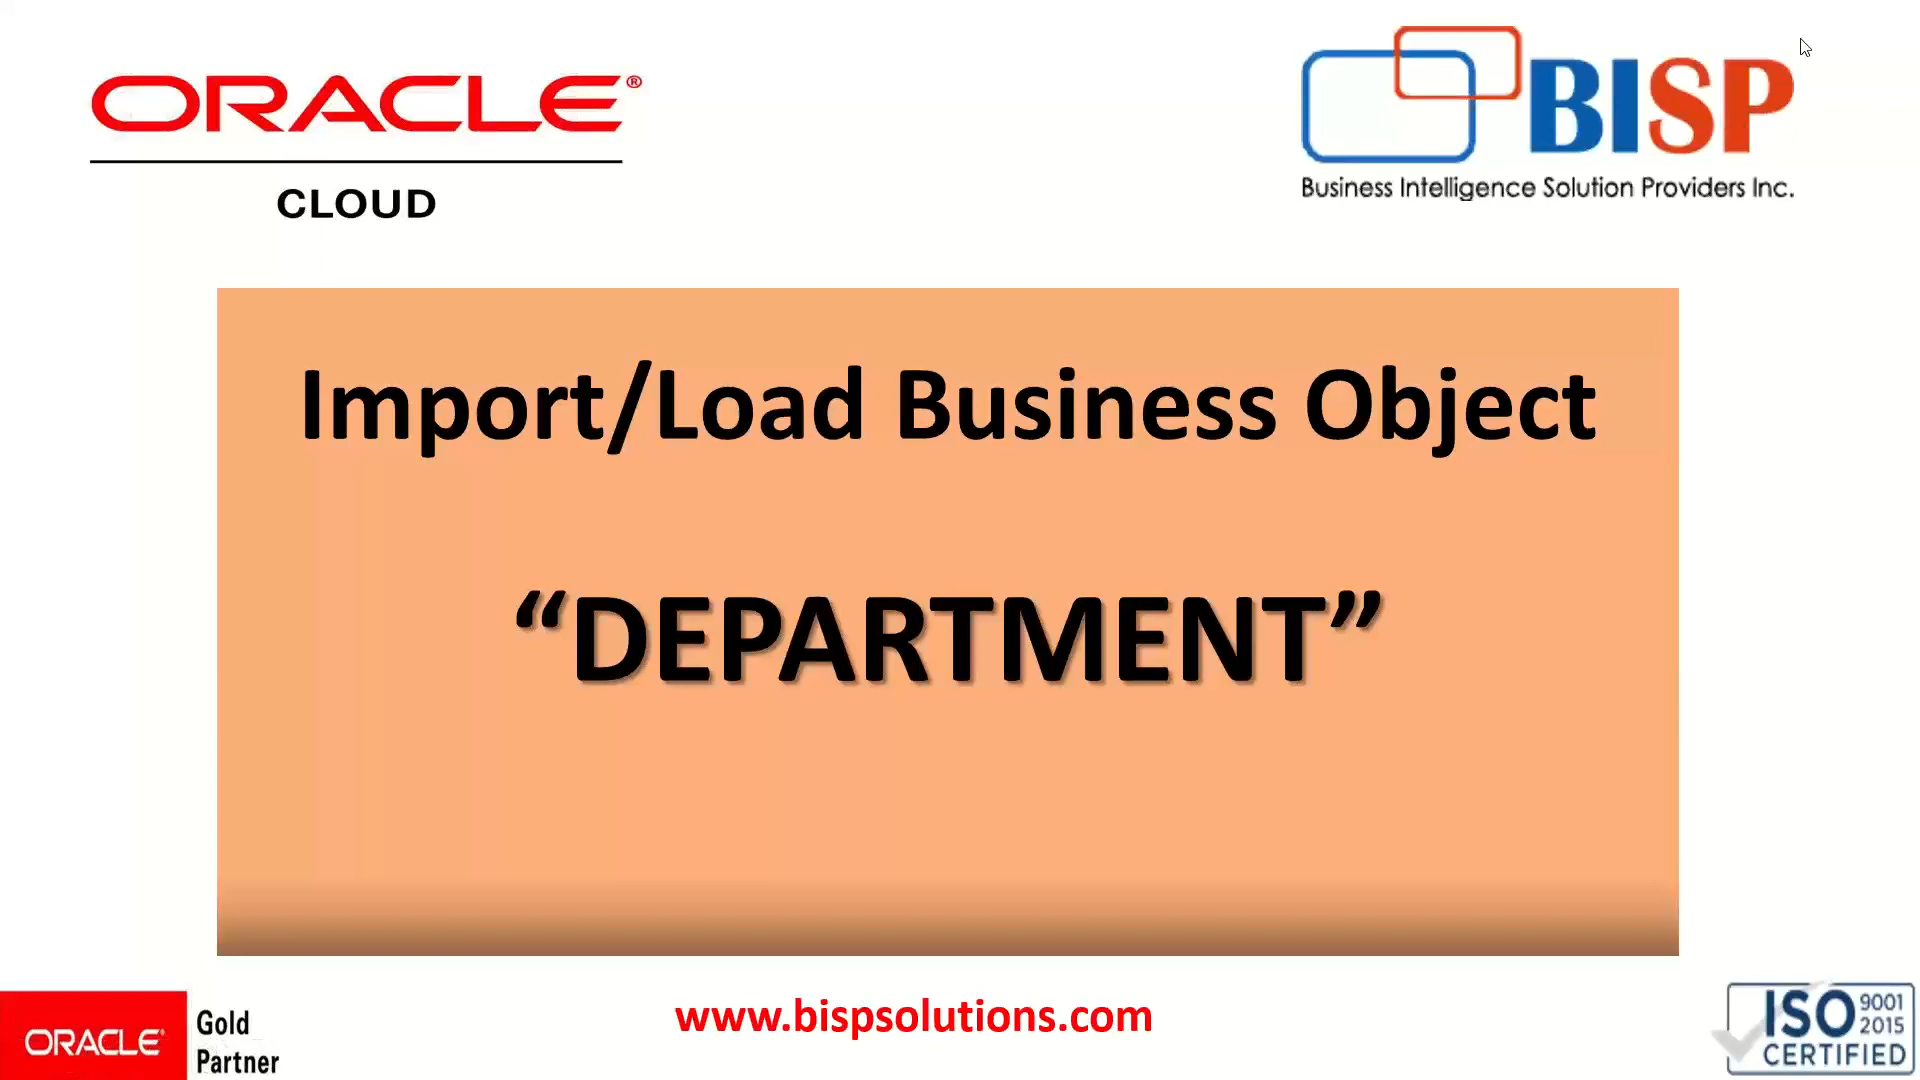 ORACLE®
CLOUD
BISP
Business Intelligence Solution Providers Inc.
Import/Load Business Object
“DEPARTMENT”
ORACLE®
Gold
Partner
www.bispsolutions.com
ISO 9001
2015
CERTIFIED